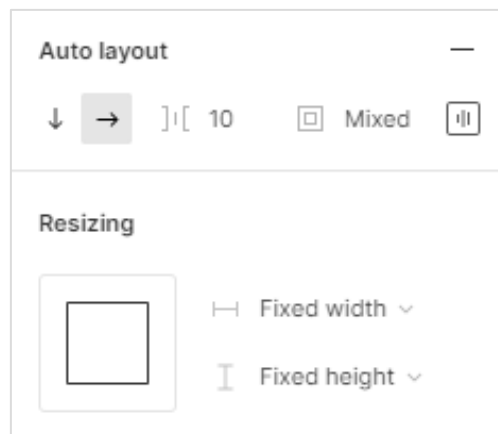 Auto layout
10 Mixed
Resizing
Fixed width
Fixed height